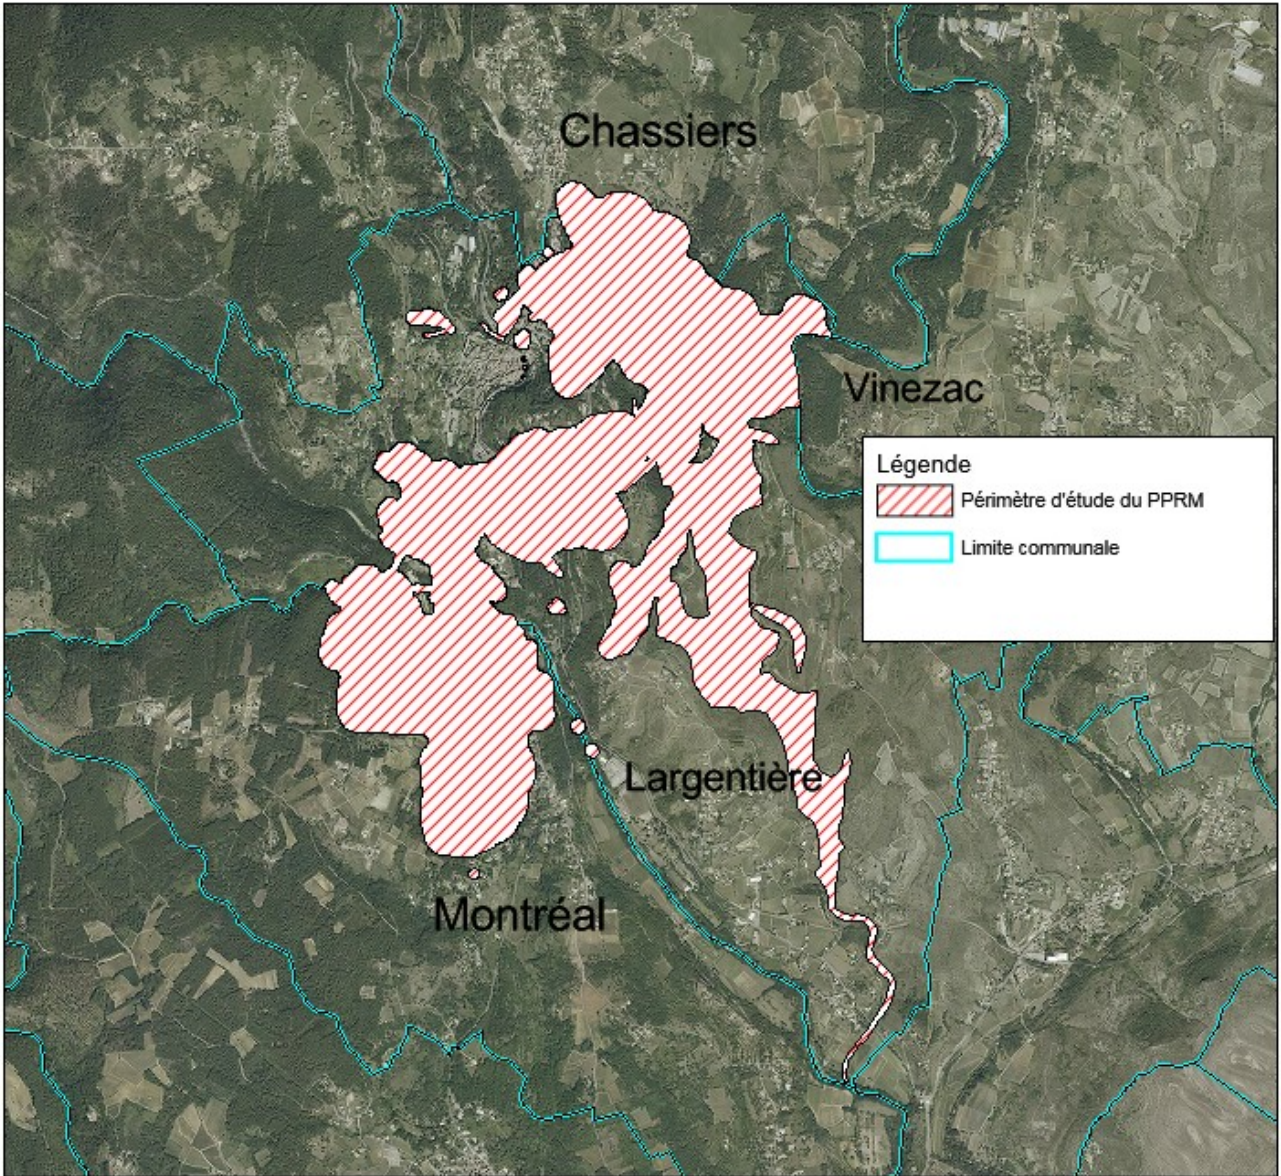 Chassiers
Vinezac
Légende
Périmètre d'étude du PPRM
Limite communale
Largentière
Montréal